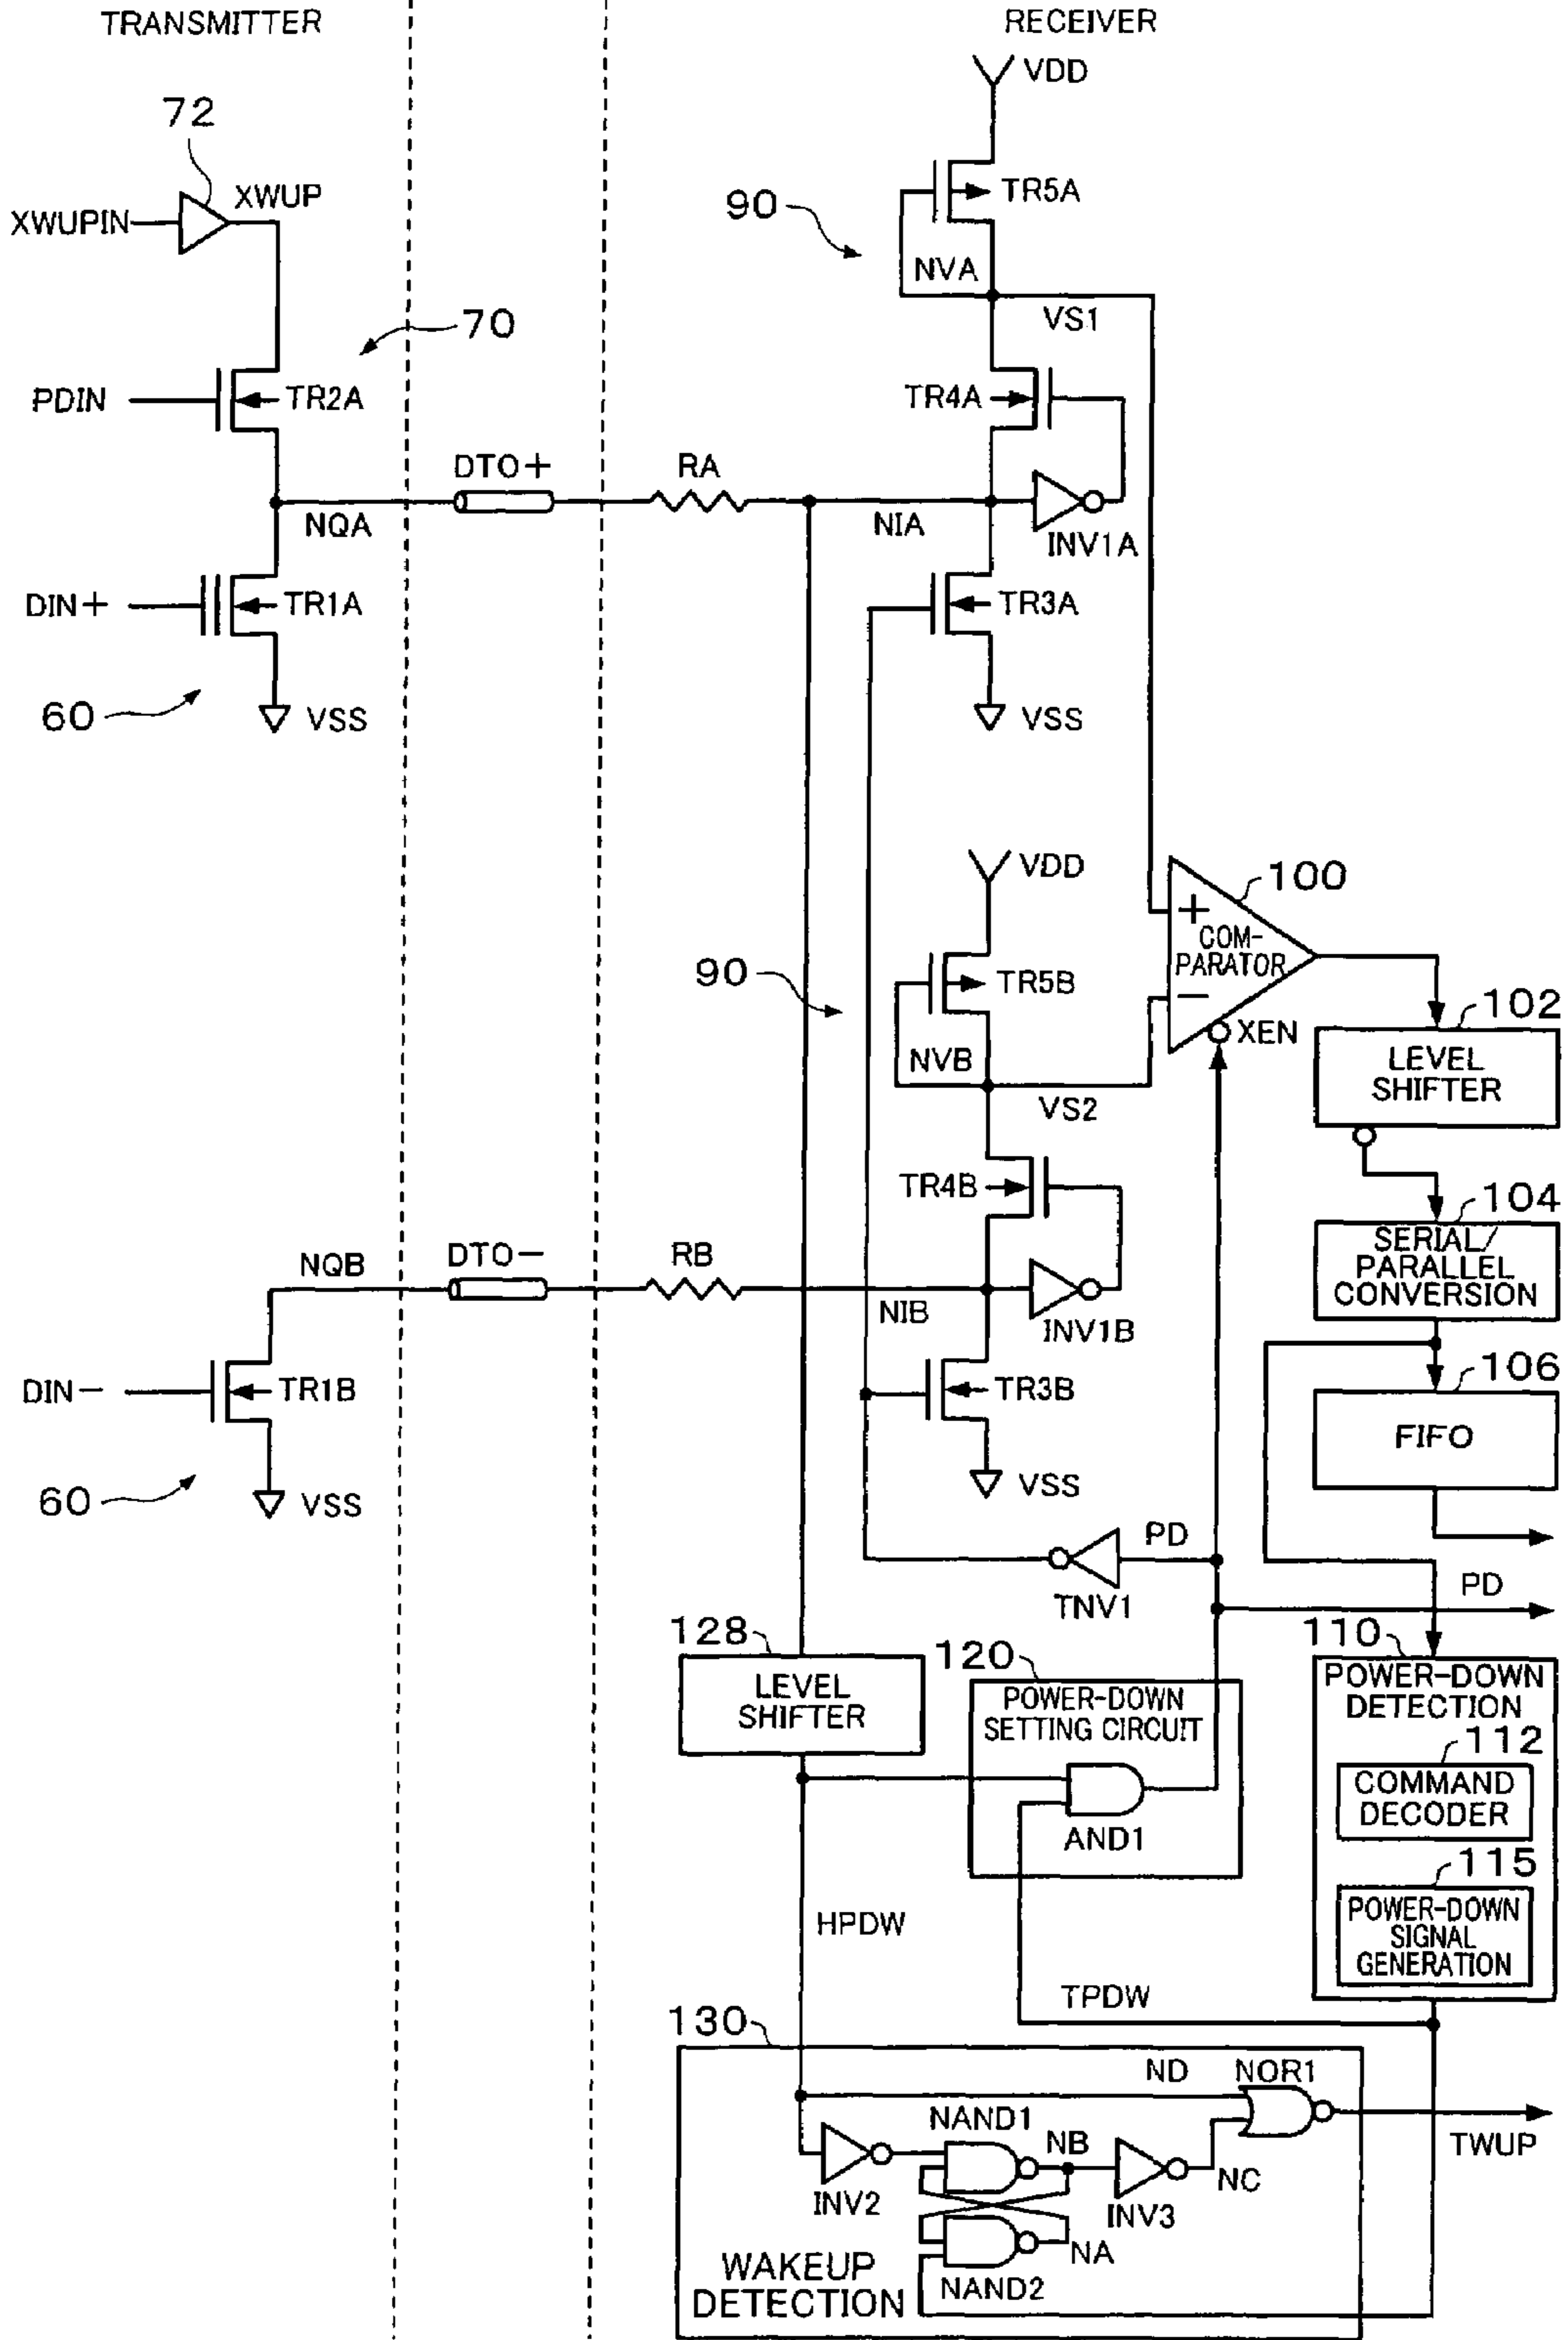 TRANSMITTER
RECEIVER
VDD
72
XWUP
XWUPIN
TR5A
90
NVA
VS1
70
PDIN
TR2A
TR4A
DTO+
RA
NQA
NIA
INV1A
DIN+
TR1A
TR3A
60
VSS
VSS
VDD
100
+
COM-
PARATOR
−
90
TR5B
XEN
102
NVB
LEVEL
SHIFTER
VS2
TR4B
104
SERIAL/
PARALLEL
CONVERSION
NQB
DTO−
RB
NIB
INV1B
106
DIN−
TR1B
TR3B
FIFO
60
VSS
VSS
PD
TNV1
PD
128
LEVEL
SHIFTER
120
POWER-DOWN
SETTING CIRCUIT
AND1
110
POWER-DOWN
DETECTION
112
COMMAND
DECODER
115
POWER-DOWN
SIGNAL
GENERATION
HPDW
TPDW
130
ND
NOR1
NAND1
NB
TWUP
INV2
INV3
NC
NA
NAND2
WAKEUP
DETECTION